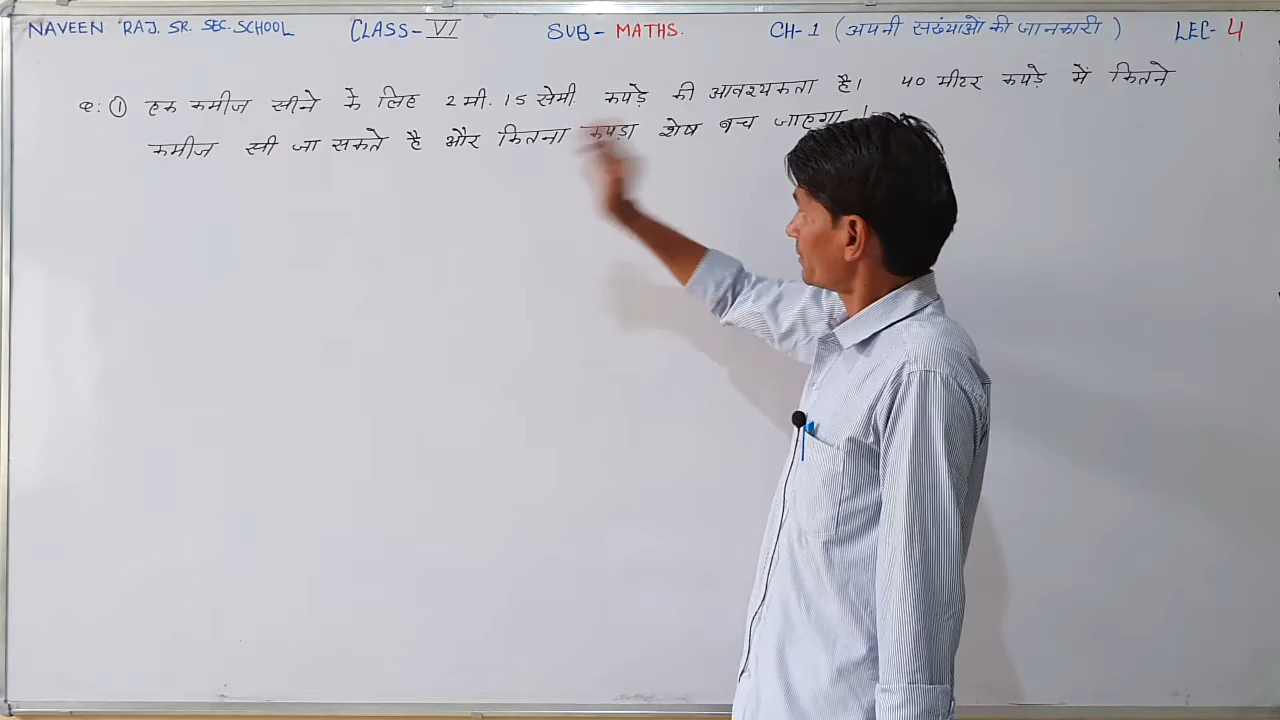 NAVEEN RAJ. SR. SEC. SCHOOL CLASS-VI SUB- MATHS. CH-1 (अपनी संख्याओं की जानकारी) LEC- 4
Q:① एक कमीज सीने के लिए 2 मी. 15 सेमी. कपड़े की आवश्यकता है। 40 मीटर कपड़े में कितने
कमीज सी जा सकते है और कितना कपड़ा शेष बच जाएगा।